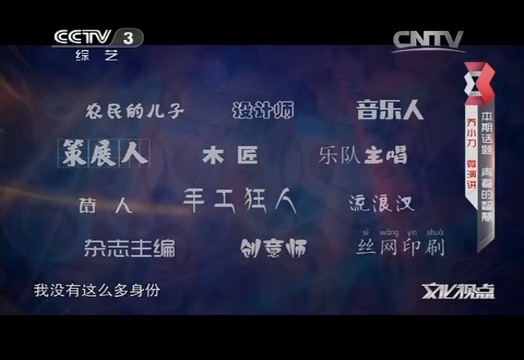 CCTV 3
综艺
CNTV
农民的儿子 设计师 音乐人
策展人 木匠 乐队主唱
诗人 手工狂人 流浪汉
sī wǎng yìn shuā
杂志主编 创意师 丝网印刷
本期话题 青春的智慧
乔小刀 微演讲
我没有这么多身份
文化视点